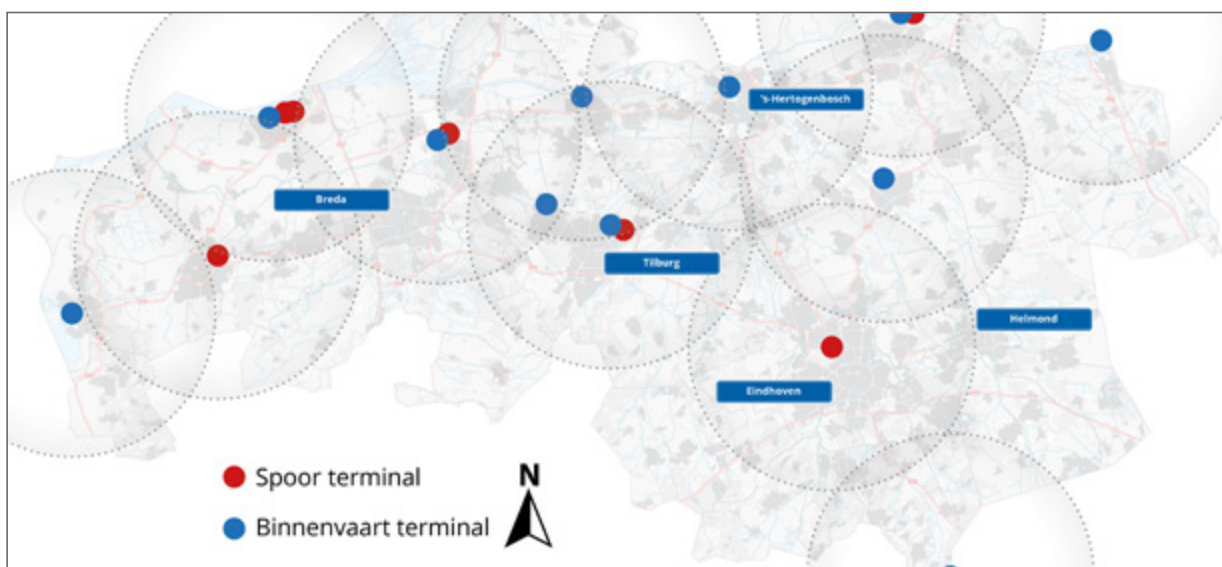 's-Hertogenbosch
Breda
Tilburg
Helmond
Eindhoven
Spoor terminal
Binnenvaart terminal
N